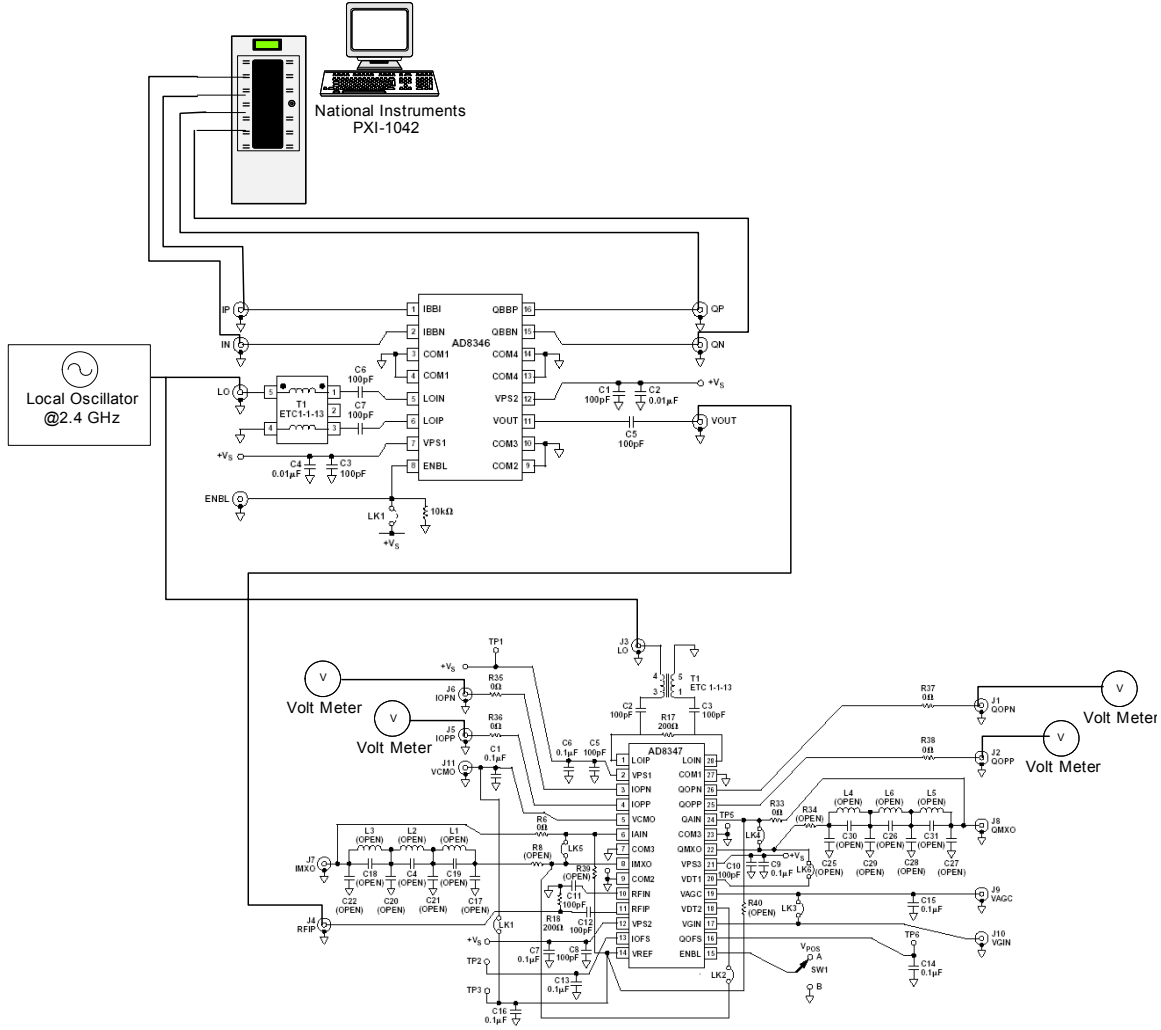 National Instruments
PXI-1042
IP
IN
LO
Local Oscillator
@2.4 GHz
T1
ETC1-1-13
5
1
2
4
3
C6
100pF
C7
100pF
+VS
C4
0.01µF
C3
100pF
ENBL
LK1
+VS
10kΩ
AD8346
1 IBBI
2 IBBN
3 COM1
4 COM1
5 LOIN
6 LOIP
7 VPS1
8 ENBL
QBBP 16
QBBN 15
COM4 14
COM4 13
VPS2 12
VOUT 11
COM3 10
COM2 9
QP
QN
C1
100pF
C2
0.01µF
+VS
C5
100pF
VOUT
J3
LO
4
5
3
1
T1
ETC 1-1-13
C2
100pF
C3
100pF
R17
200Ω
TP1
+VS
V
Volt Meter
J6
IOPN
R35
0Ω
V
Volt Meter
J5
IOPP
R36
0Ω
J11
VCMO
C1
0.1µF
C6
0.1µF
C5
100pF
AD8347
1 LOIP
2 VPS1
3 IOPN
4 IOPP
5 VCMO
6 IAIN
7 COM3
8 IMXO
9 COM2
10 RFIN
11 RFIP
12 VPS2
13 IOFS
14 VREF
LOIN 28
COM1 27
QOPN 26
QOPP 25
QAIN 24
COM3 23
QMXO 22
VPS3 21
VDT1 20
VAGC 19
VDT2 18
VGIN 17
QOFS 16
ENBL 15
R6
0Ω
R8
(OPEN)
LK5
R39
(OPEN)
L3
(OPEN)
L2
(OPEN)
L1
(OPEN)
J7
IMXO
C18
(OPEN)
C4
(OPEN)
C19
(OPEN)
C22
(OPEN)
C20
(OPEN)
C21
(OPEN)
C17
(OPEN)
J4
RFIP
LK1
C11
100pF
R18
200Ω
C12
100pF
+VS
C7
0.1µF
C8
100pF
TP2
C13
0.1µF
TP3
C16
0.1µF
R37
0Ω
J1
QOPN
V
Volt Meter
R38
0Ω
J2
QOPP
V
Volt Meter
TP5
R33
0Ω
LK4
R34
(OPEN)
L4
(OPEN)
L6
(OPEN)
L5
(OPEN)
J8
QMXO
C30
(OPEN)
C26
(OPEN)
C31
(OPEN)
C25
(OPEN)
C29
(OPEN)
C28
(OPEN)
C27
(OPEN)
+VS
C10
100pF
C9
0.1µF
LK6
R40
(OPEN)
LK3
C15
0.1µF
J9
VAGC
J10
VGIN
TP6
C14
0.1µF
VPOS
A
SW1
B
LK2